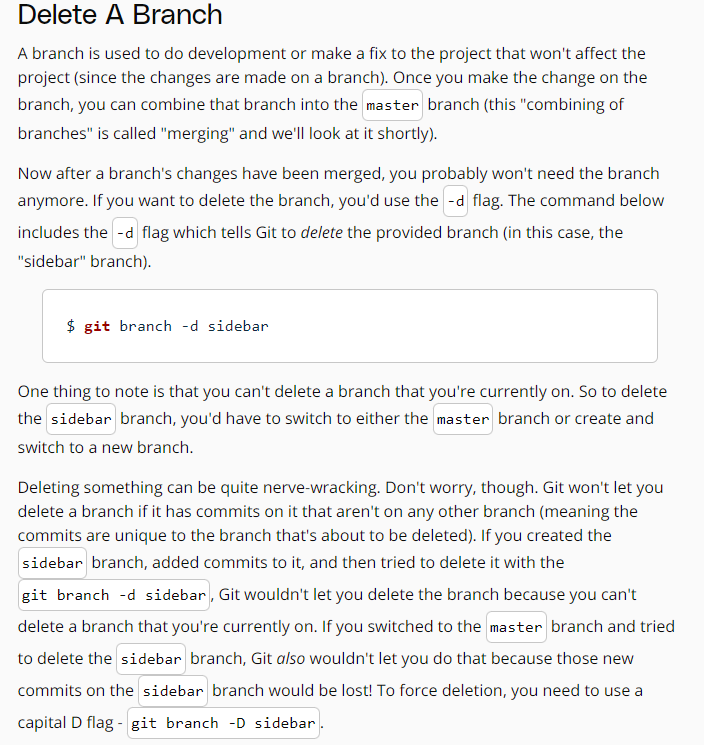 Delete A Branch
A branch is used to do development or make a fix to the project that won't affect the
project (since the changes are made on a branch). Once you make the change on the
branch, you can combine that branch into the master branch (this "combining of
branches" is called "merging" and we'll look at it shortly).
Now after a branch's changes have been merged, you probably won't need the branch
anymore. If you want to delete the branch, you'd use the -d flag. The command below
includes the -d flag which tells Git to delete the provided branch (in this case, the
"sidebar" branch).
$ git branch -d sidebar
One thing to note is that you can't delete a branch that you're currently on. So to delete
the sidebar branch, you'd have to switch to either the master branch or create and
switch to a new branch.
Deleting something can be quite nerve-wracking. Don't worry, though. Git won't let you
delete a branch if it has commits on it that aren't on any other branch (meaning the
commits are unique to the branch that's about to be deleted). If you created the
sidebar branch, added commits to it, and then tried to delete it with the
git branch -d sidebar, Git wouldn't let you delete the branch because you can't
delete a branch that you're currently on. If you switched to the master branch and tried
to delete the sidebar branch, Git also wouldn't let you do that because those new
commits on the sidebar branch would be lost! To force deletion, you need to use a
capital D flag - git branch -D sidebar.